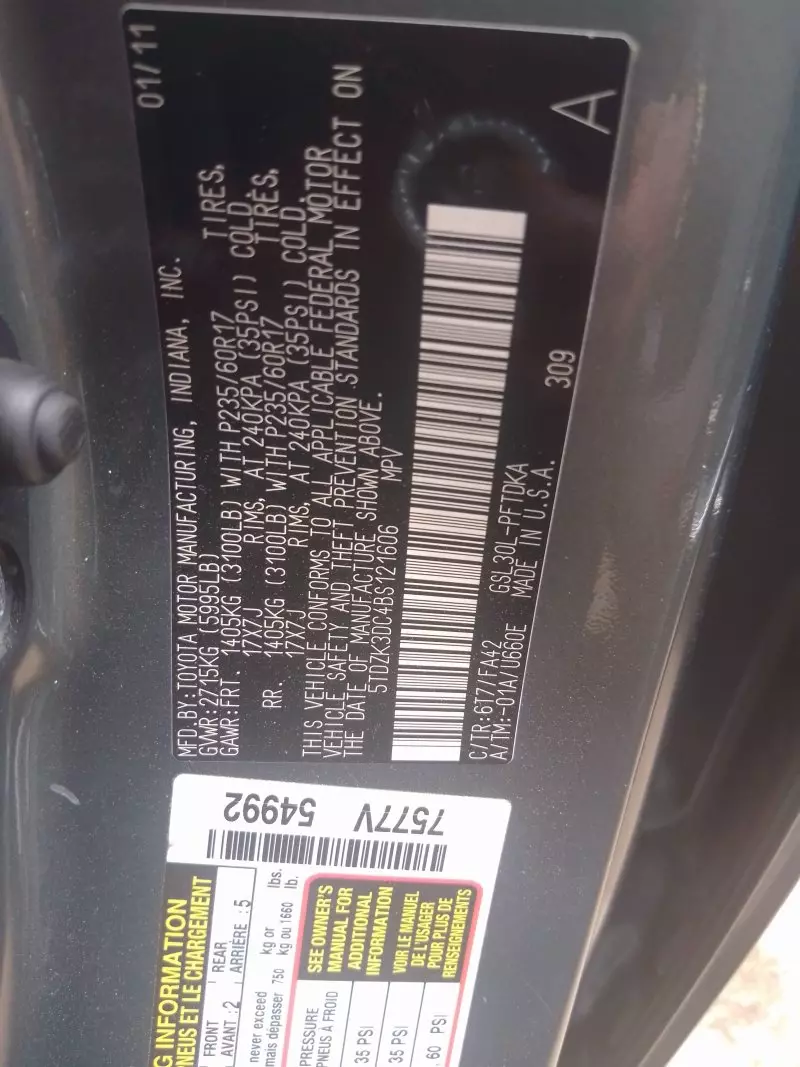 01/11
MFD.BY:TOYOTA MOTOR MANUFACTURING, INDIANA, INC.
GVWR:2715KG (5995LB)
GAWR:FRT. 1405KG (3100LB) WITH P235/60R17 TIRES,
17X7J RIMS, AT 240KPA (35PSI) COLD.
RR. 1405KG (3100LB) WITH P235/60R17 TIRES,
17X7J RIMS, AT 240KPA (35PSI) COLD.
THIS VEHICLE CONFORMS TO ALL APPLICABLE FEDERAL MOTOR
VEHICLE SAFETY AND THEFT PREVENTION STANDARDS IN EFFECT ON
THE DATE OF MANUFACTURE SHOWN ABOVE.
5TDZK3DC4BS121606 MPV
C/TR:6T7/FA42 GSL30L-PFTDKA 309
A/TM:-01A/U660E MADE IN U.S.A.
A
7577V 54992
G INFORMATION
PNEUS ET LE CHARGEMENT
FRONT REAR
AVANT :2 ARRIÈRE :5
never exceed kg or lbs.
mais dépasser 750 kg ou 1660 lb.
PRESSURE
PNEUS À FROID
35 PSI
35 PSI
60 PSI
SEE OWNER'S
MANUAL FOR
ADDITIONAL
INFORMATION
VOIR LE MANUEL
DE L'USAGER
POUR PLUS DE
RENSEIGNEMENTS